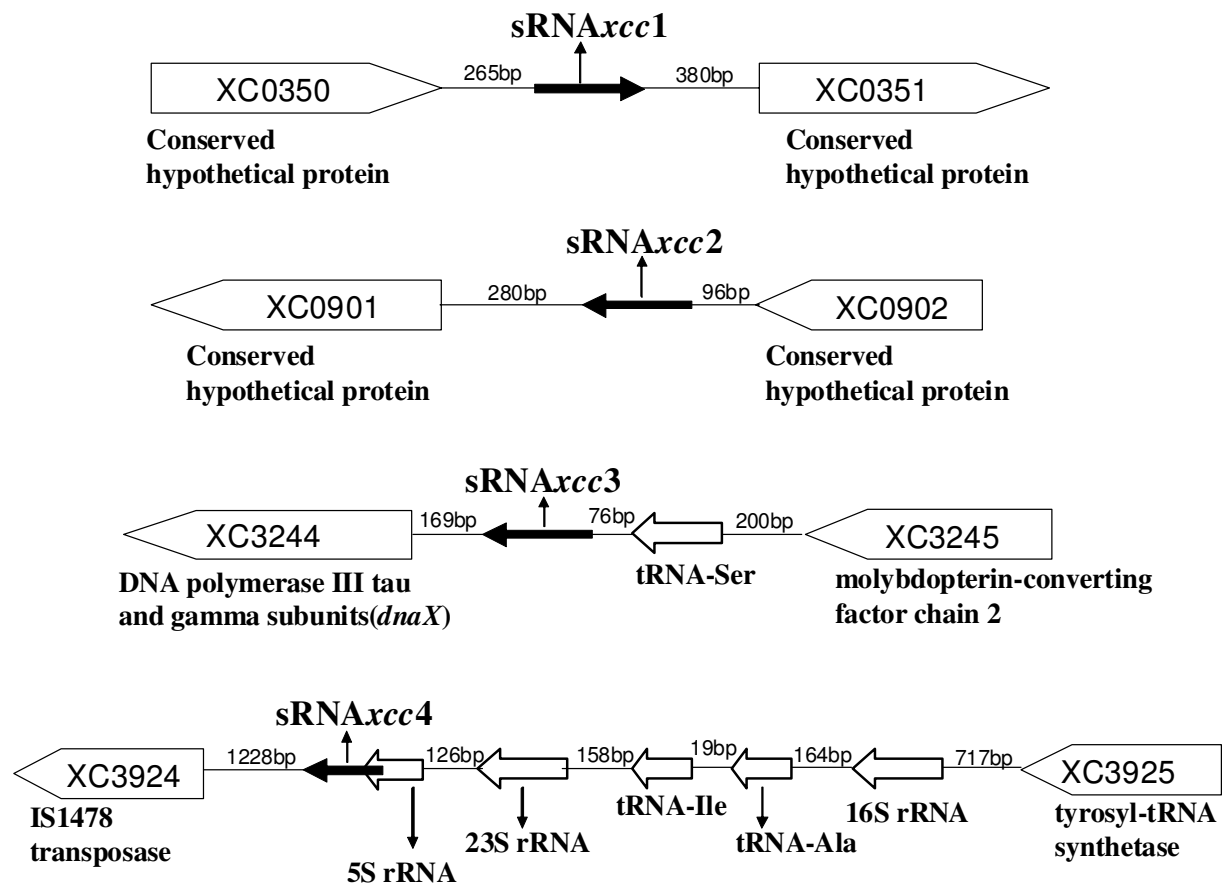 sRNAxcc1
XC0350
265bp
380bp
XC0351
Conserved
hypothetical protein
Conserved
hypothetical protein
sRNAxcc2
XC0901
280bp
96bp
XC0902
Conserved
hypothetical protein
Conserved
hypothetical protein
sRNAxcc3
XC3244
169bp
76bp
200bp
XC3245
tRNA-Ser
DNA polymerase III tau
and gamma subunits(dnaX)
molybdopterin-converting
factor chain 2
sRNAxcc4
XC3924
1228bp
126bp
158bp
19bp
164bp
717bp
XC3925
IS1478
transposase
5S rRNA
23S rRNA
tRNA-Ile
tRNA-Ala
16S rRNA
tyrosyl-tRNA
synthetase